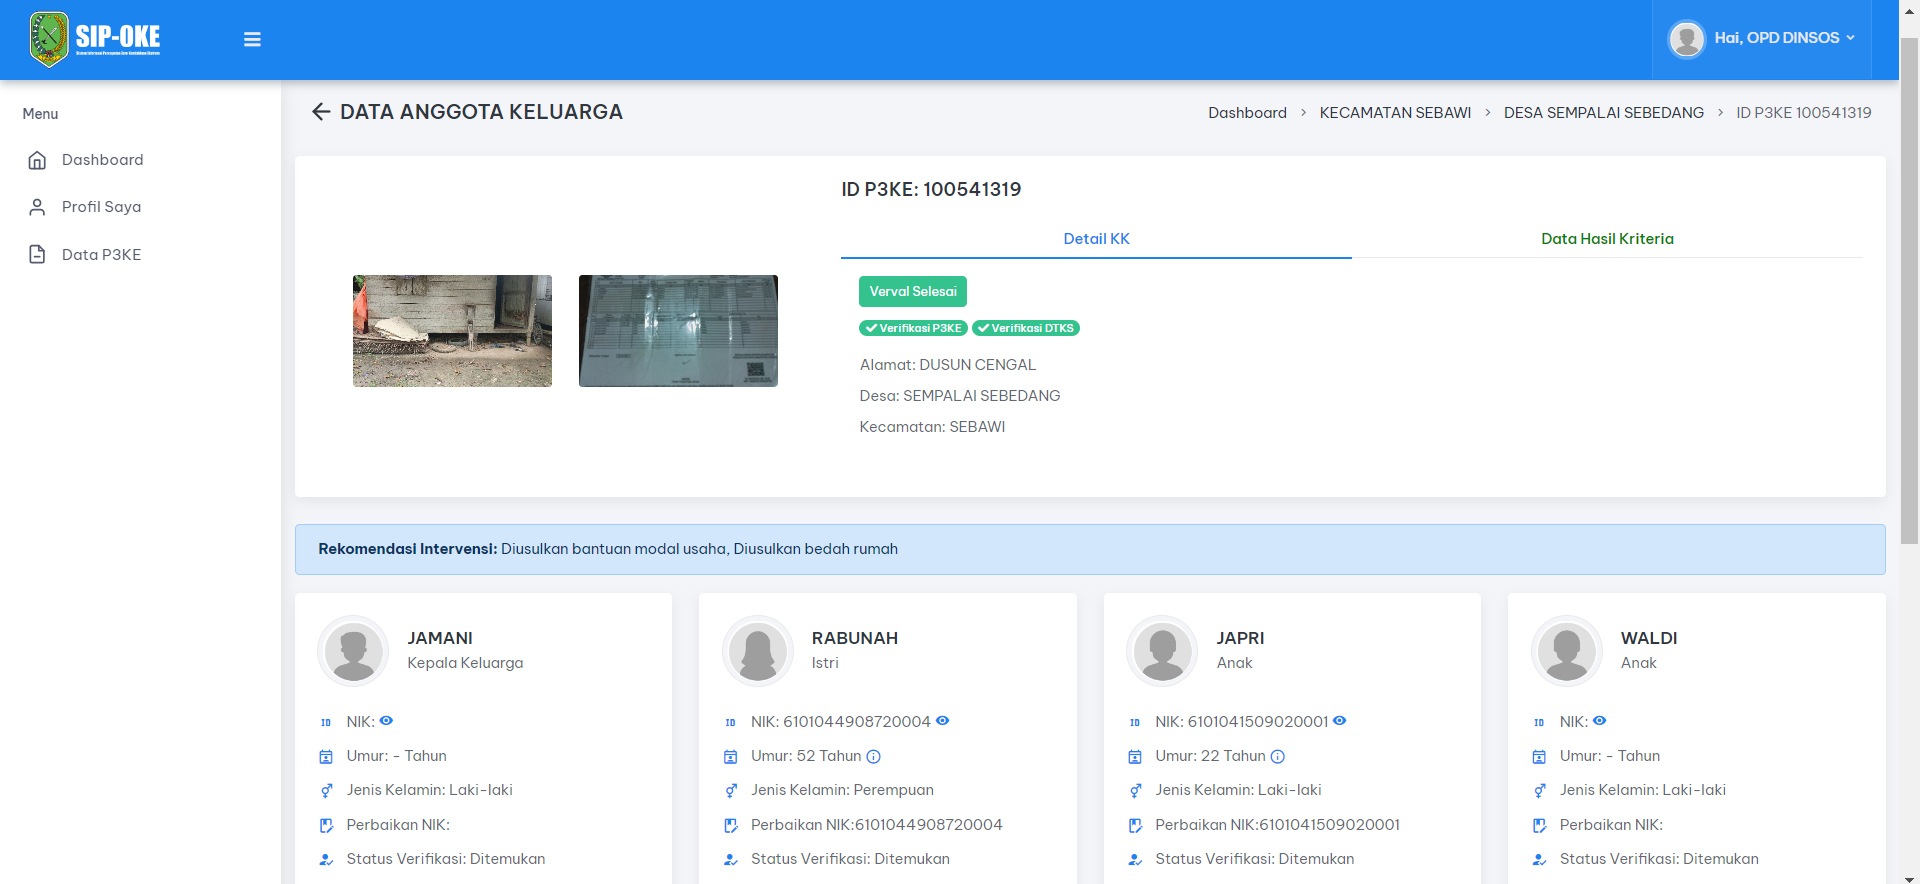 SIP-OKE
Hai, OPD DINSOS
Menu
Dashboard
Profil Saya
Data P3KE
DATA ANGGOTA KELUARGA
Dashboard > KECAMATAN SEBAWI > DESA SEMPALAI SEBEDANG > ID P3KE 100541319
ID P3KE: 100541319
Detail KK
Data Hasil Kriteria
Verval Selesai
Verifikasi P3KE
Verifikasi DTKS
Alamat: DUSUN CENGAL
Desa: SEMPALAI SEBEDANG
Kecamatan: SEBAWI
Rekomendasi Intervensi: Diusulkan bantuan modal usaha, Diusulkan bedah rumah
JAMANI
Kepala Keluarga
ID NIK:
Umur: - Tahun
Jenis Kelamin: Laki-laki
Perbaikan NIK:
Status Verifikasi: Ditemukan
RABUNAH
Istri
ID NIK: 6101044908720004
Umur: 52 Tahun
Jenis Kelamin: Perempuan
Perbaikan NIK:6101044908720004
Status Verifikasi: Ditemukan
JAPRI
Anak
ID NIK: 6101041509020001
Umur: 22 Tahun
Jenis Kelamin: Laki-laki
Perbaikan NIK:6101041509020001
Status Verifikasi: Ditemukan
WALDI
Anak
ID NIK:
Umur: - Tahun
Jenis Kelamin: Laki-laki
Perbaikan NIK:
Status Verifikasi: Ditemukan